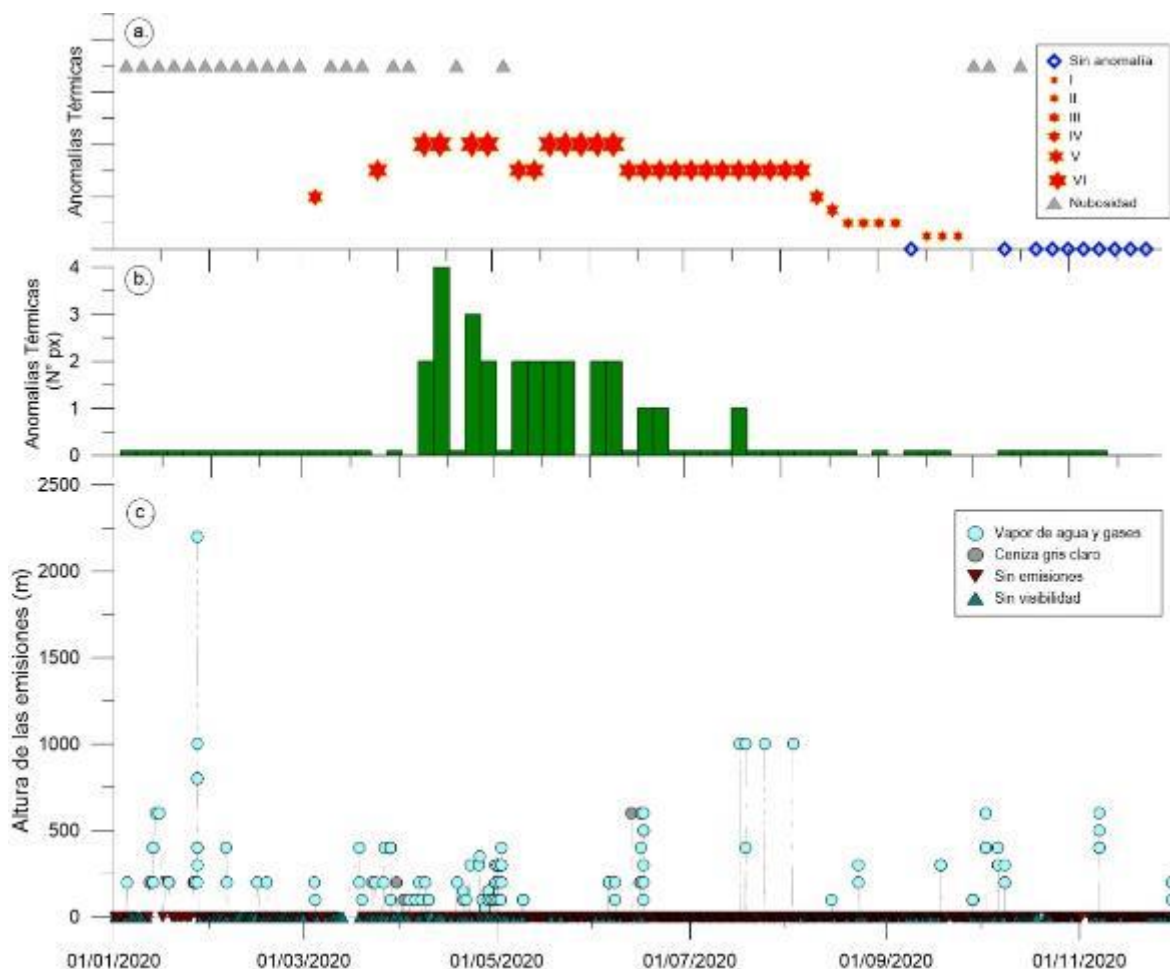 a.
Anomalías Térmicas
Sin anomalía
I
II
III
IV
V
VI
Nubosidad
b.
Anomalías Térmicas
(N° px)
4
3
2
1
0
c.
Altura de las emisiones (m)
2500
2000
1500
1000
500
0
Vapor de agua y gases
Ceniza gris claro
Sin emisiones
Sin visibilidad
01/01/2020
01/03/2020
01/05/2020
01/07/2020
01/09/2020
01/11/2020